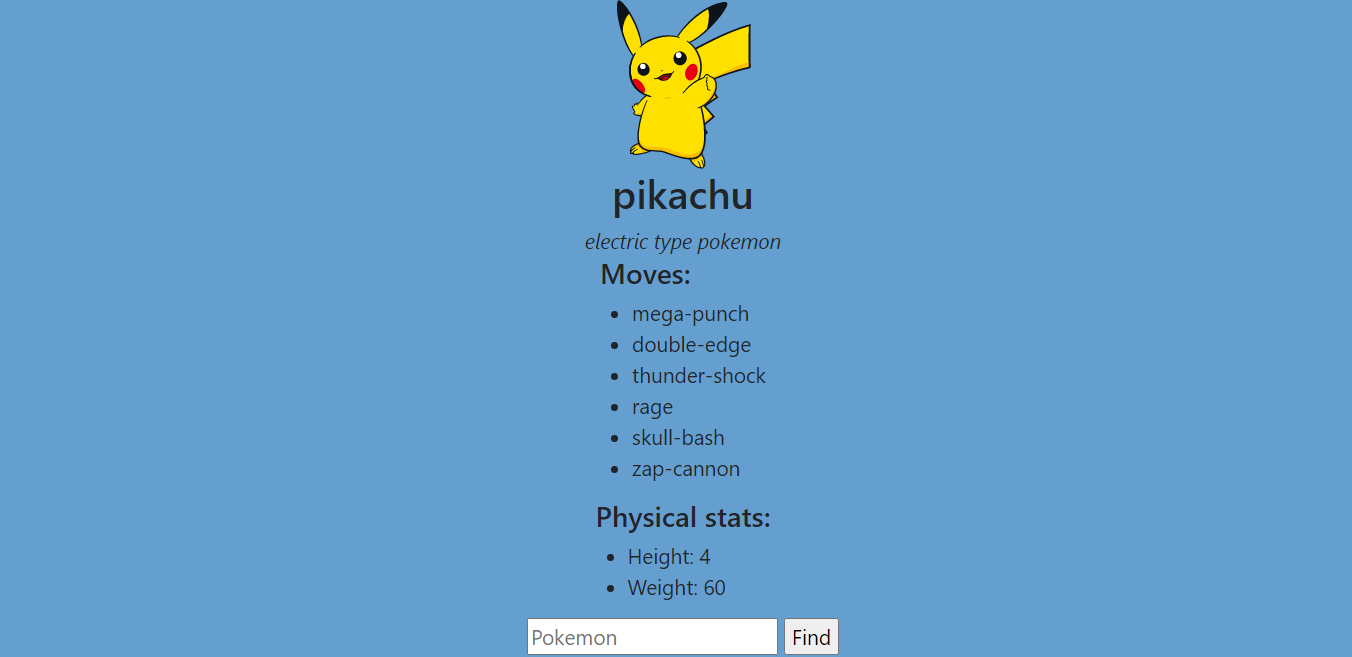 pikachu
electric type pokemon
Moves:
mega-punch
double-edge
thunder-shock
rage
skull-bash
zap-cannon
Physical stats:
Height: 4
Weight: 60
Pokemon Find